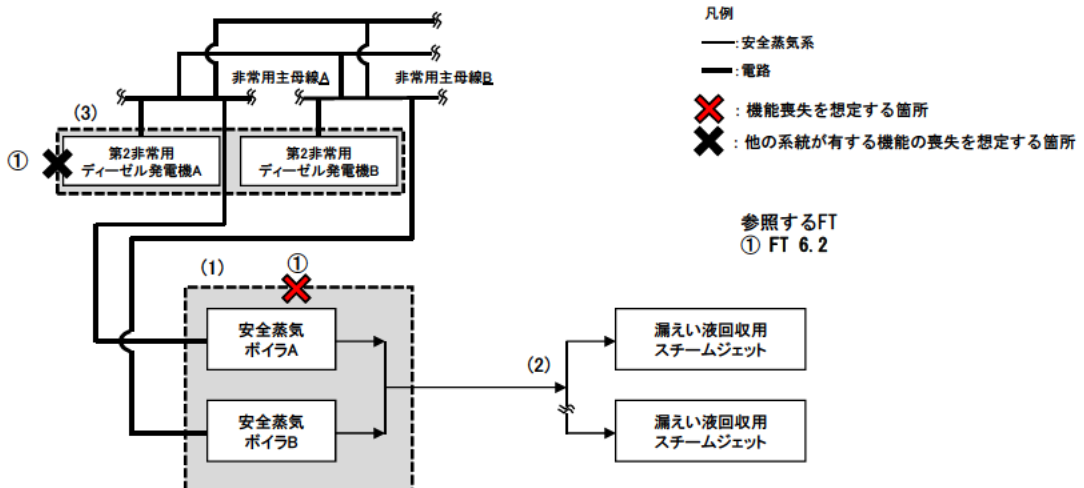 凡例
:安全蒸気系
:電路
:機能喪失を想定する箇所
:他の系統が有する機能の喪失を想定する箇所
非常用主母線A
非常用主母線B
(3)
①
第2非常用
ディーゼル発電機A
第2非常用
ディーゼル発電機B
参照するFT
① FT 6.2
(1)
①
安全蒸気
ボイラA
安全蒸気
ボイラB
(2)
漏えい液回収用
スチームジェット
漏えい液回収用
スチームジェット